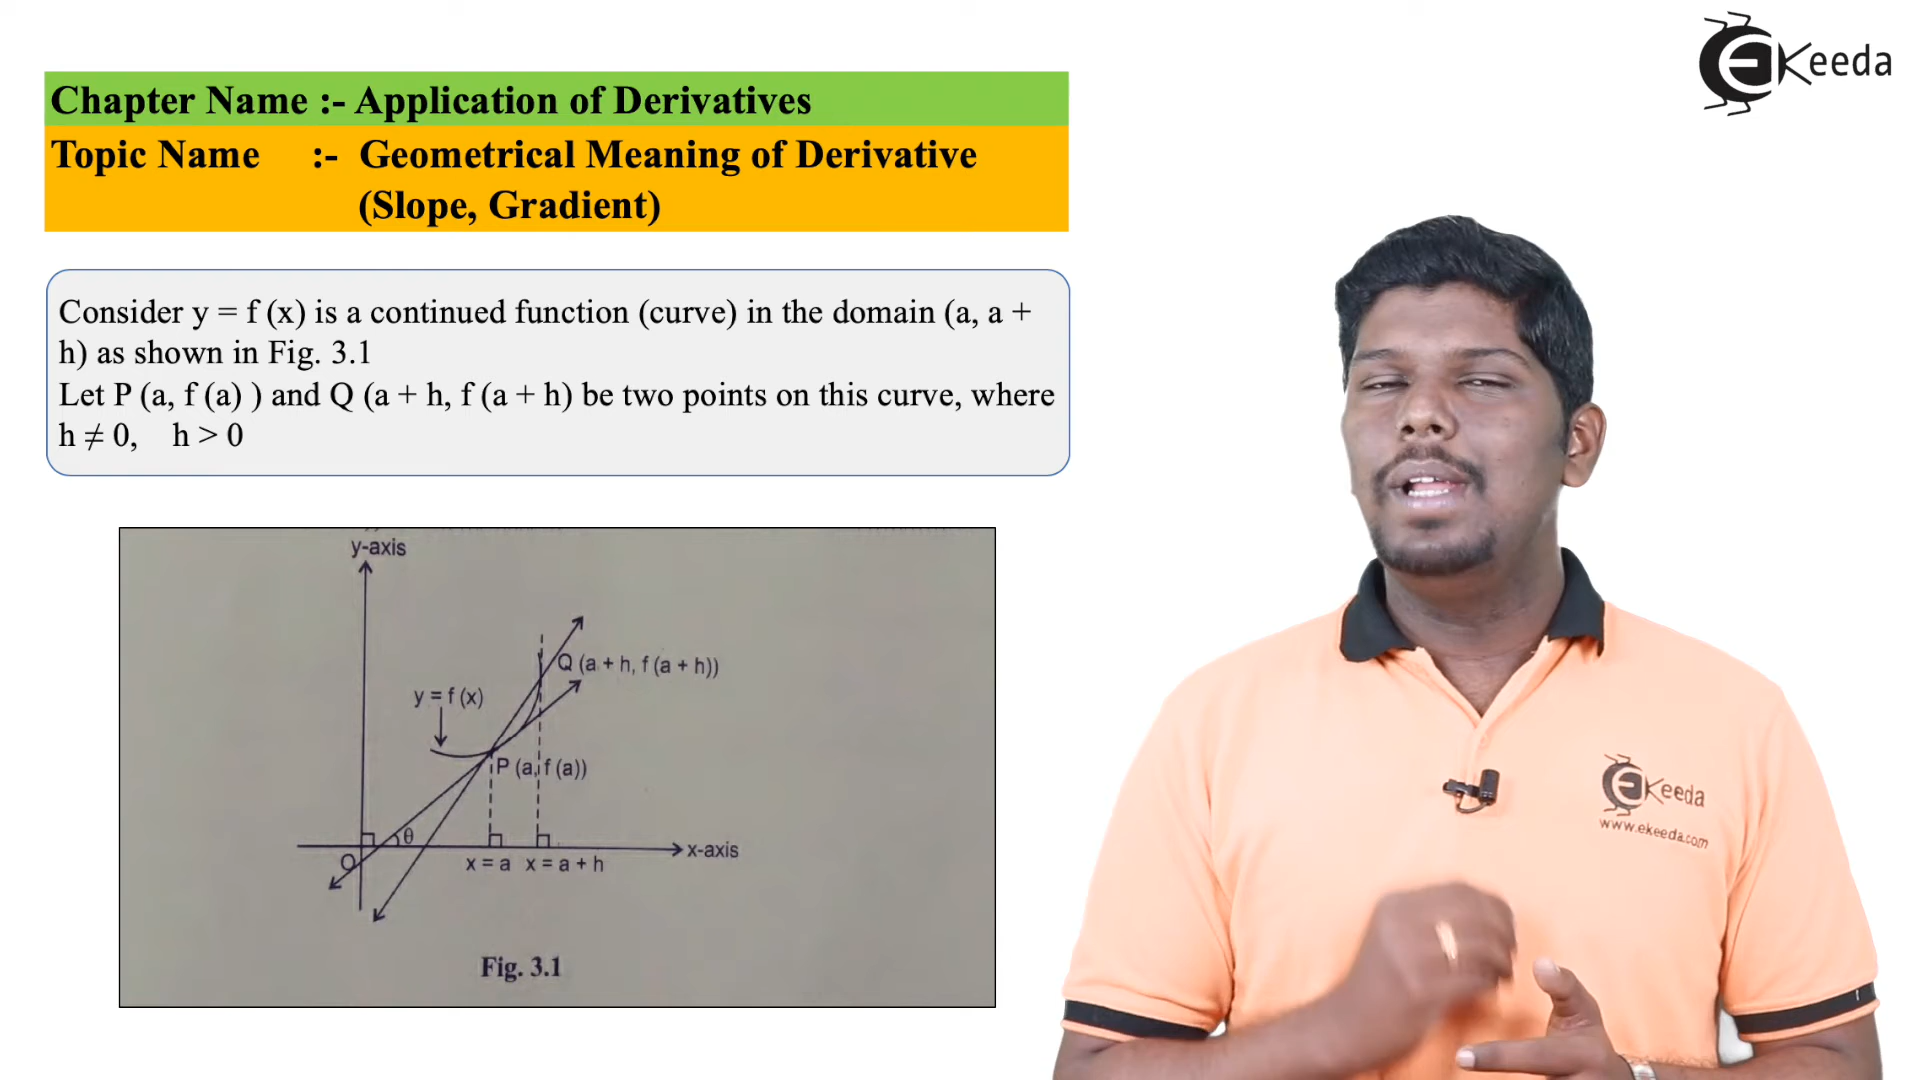 EKeeda
Chapter Name :- Application of Derivatives
Topic Name :- Geometrical Meaning of Derivative
(Slope, Gradient)
Consider y = f (x) is a continued function (curve) in the domain (a, a +
h) as shown in Fig. 3.1
Let P (a, f (a) ) and Q (a + h, f (a + h) be two points on this curve, where
h ≠ 0, h > 0
y-axis
Q (a + h, f (a + h))
y = f (x)
P (a, f (a))
θ
O
x-axis
x = a x = a + h
Fig. 3.1
EKeeda
www.ekeeda.com